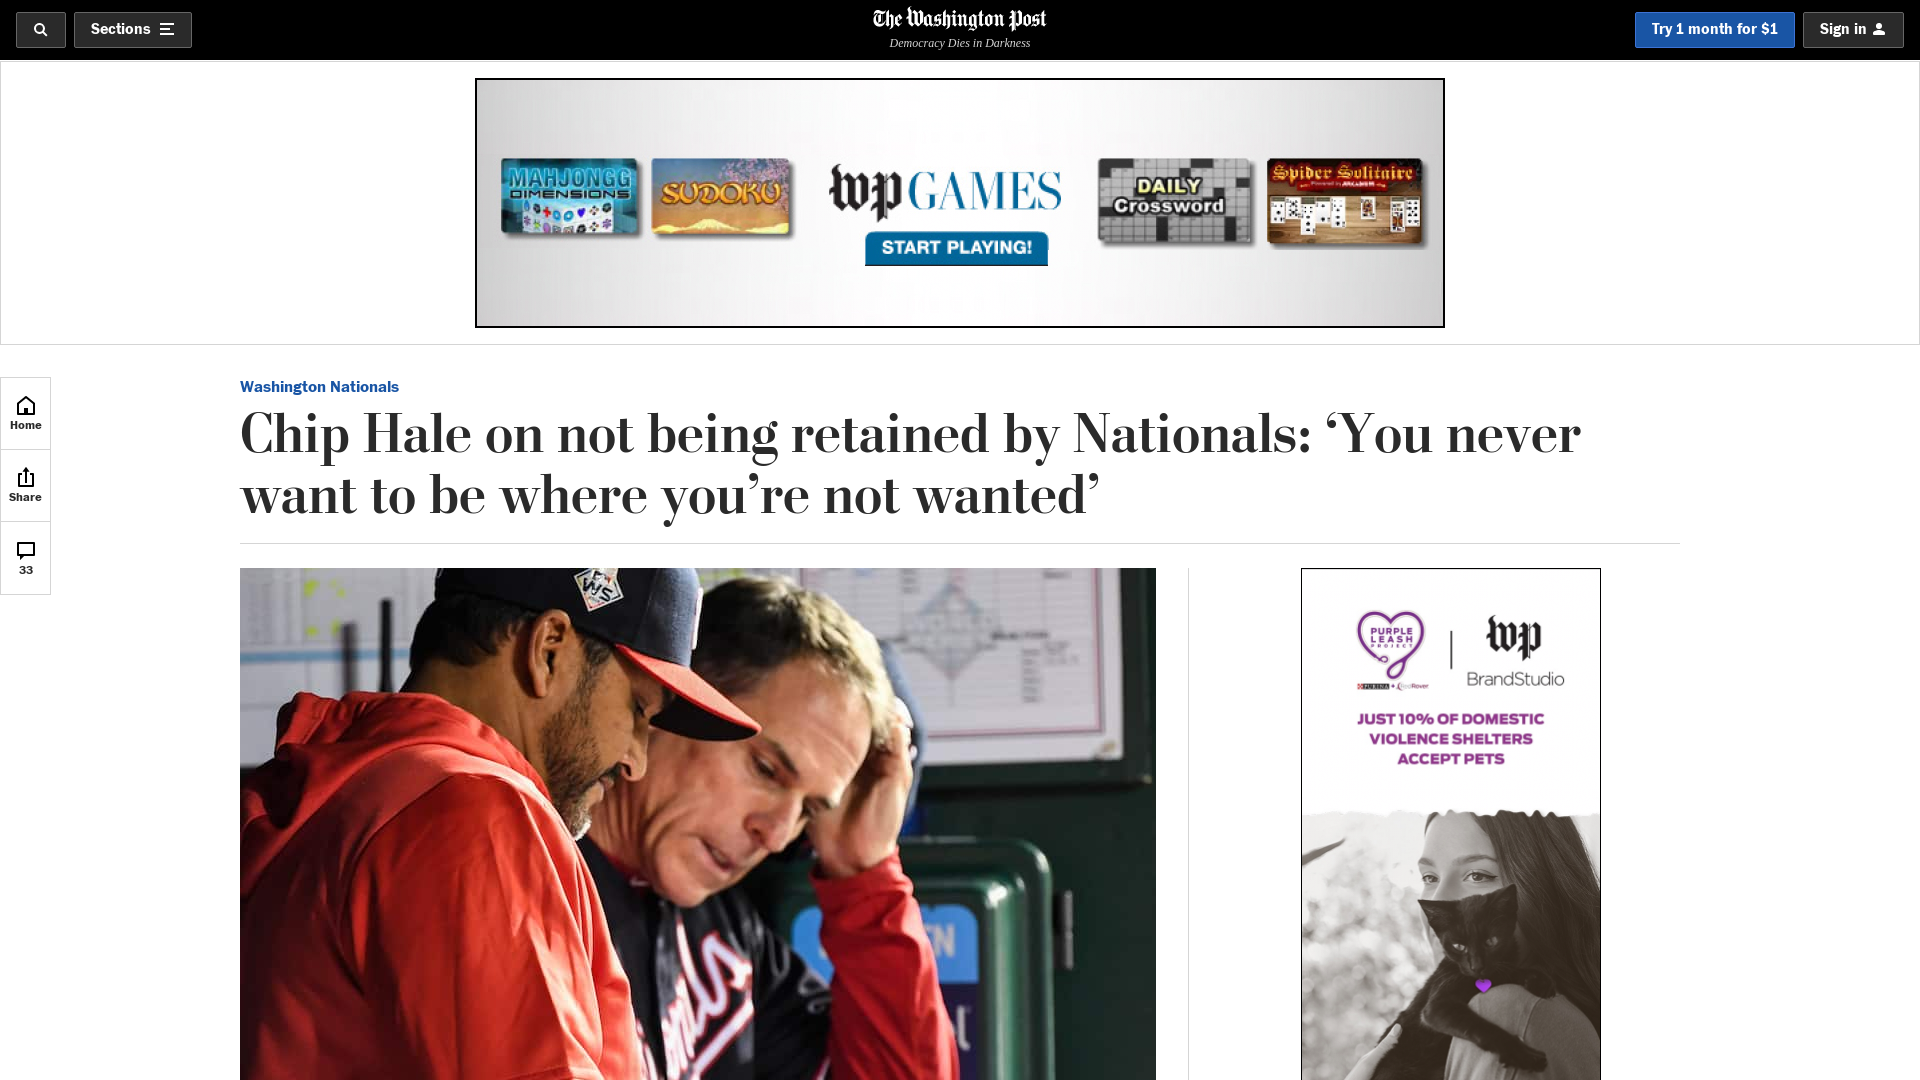 Sections
The Washington Post
Democracy Dies in Darkness
Try 1 month for $1
Sign in
MAHJONGG
DIMENSIONS
SUDOKU
wp GAMES
START PLAYING!
DAILY
Crossword
Spider Solitaire
Home
Share
33
Washington Nationals
Chip Hale on not being retained by Nationals: ‘You never
want to be where you’re not wanted’
WS
PURPLE
LEASH
PROJECT
PURINA
wp
BrandStudio
JUST 10% OF DOMESTIC
VIOLENCE SHELTERS
ACCEPT PETS